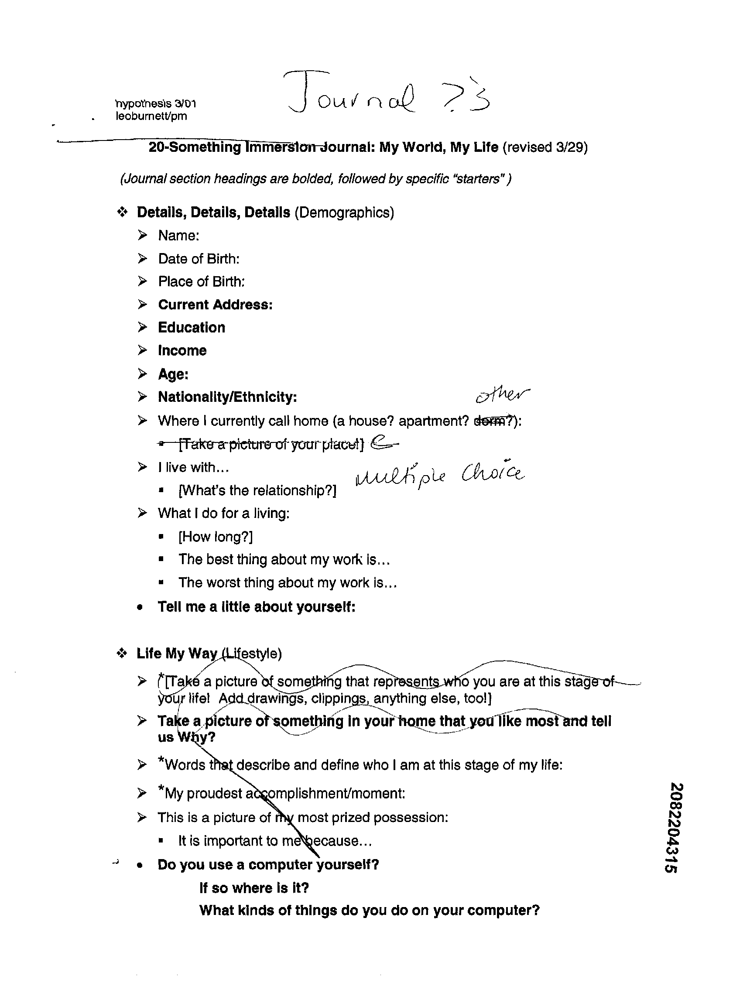 Journal ?'s
hypothesis 3/01
leoburnett/pm
20-Something Immersion Journal: My World, My Life (revised 3/29)
(Journal section headings are bolded, followed by specific "starters")
❖ Details, Details, Details (Demographics)
➢ Name:
➢ Date of Birth:
➢ Place of Birth:
➢ Current Address:
➢ Education
➢ Income
➢ Age:
➢ Nationality/Ethnicity:
other
➢ Where I currently call home (a house? apartment? dorm?):
▪ [Take a picture of your place!]
➢ I live with…
Multiple Choice
▪ [What's the relationship?]
➢ What I do for a living:
▪ [How long?]
▪ The best thing about my work is…
▪ The worst thing about my work is…
• Tell me a little about yourself:
❖ Life My Way (Lifestyle)
➢ *[Take a picture of something that represents who you are at this stage of
your life! Add drawings, clippings, anything else, too!]
➢ Take a picture of something in your home that you like most and tell
us Why?
➢ *Words that describe and define who I am at this stage of my life:
➢ *My proudest accomplishment/moment:
➢ This is a picture of my most prized possession:
▪ It is important to me because…
• Do you use a computer yourself?
If so where is it?
What kinds of things do you do on your computer?
2082204315